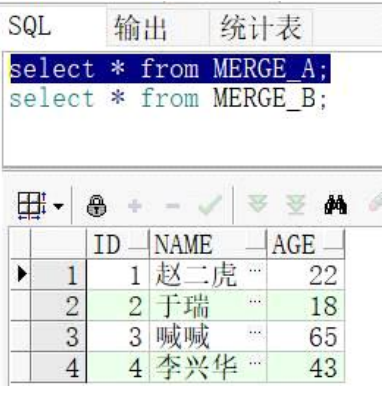 SQL 输出 统计表
select * from MERGE_A;
select * from MERGE_B;
ID NAME AGE
1 1 赵二虎 … 22
2 2 于瑞 … 18
3 3 喊喊 … 65
4 4 李兴华 … 43